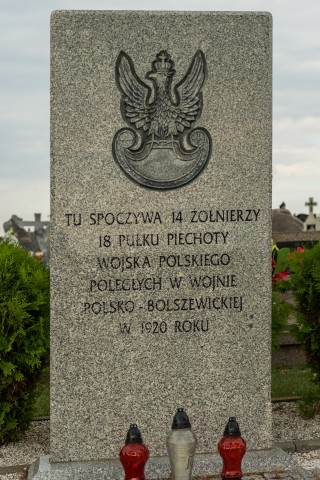 TU SPOCZYWA 14 ŻOŁNIERZY
18 PUŁKU PIECHOTY
WOJSKA POLSKIEGO
POLEGŁYCH W WOJNIE
POLSKO-BOLSZEWICKIEJ
W 1920 ROKU